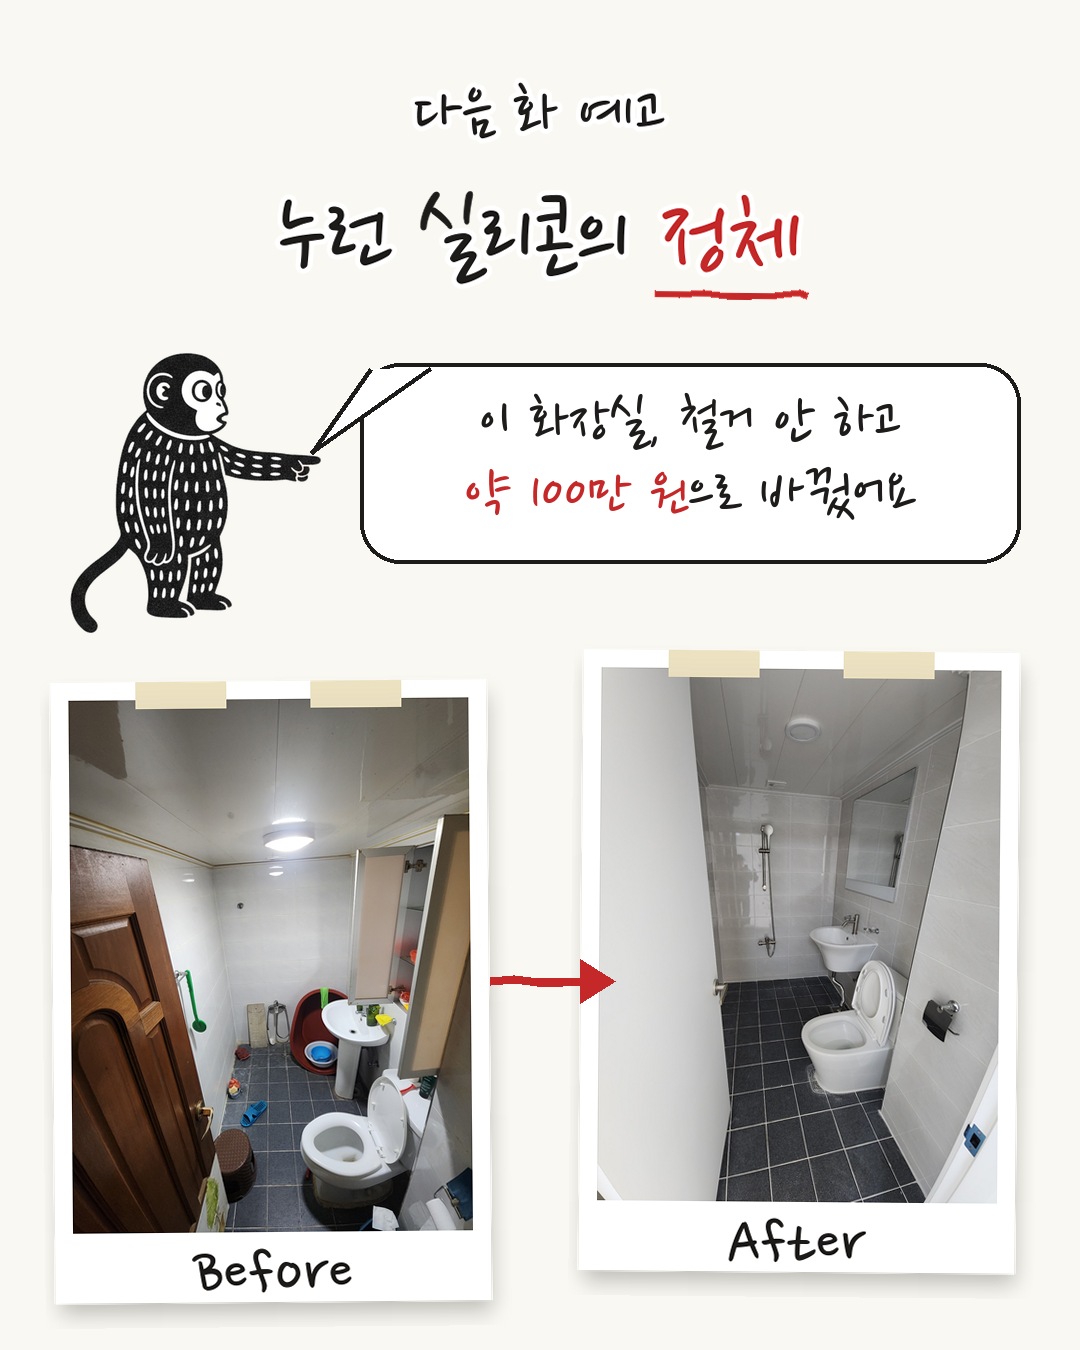 다음 화 예고
누런 실리콘의 정체
이 화장실, 철거 안 하고
약 100만 원으로 바꿨어요
Before
After